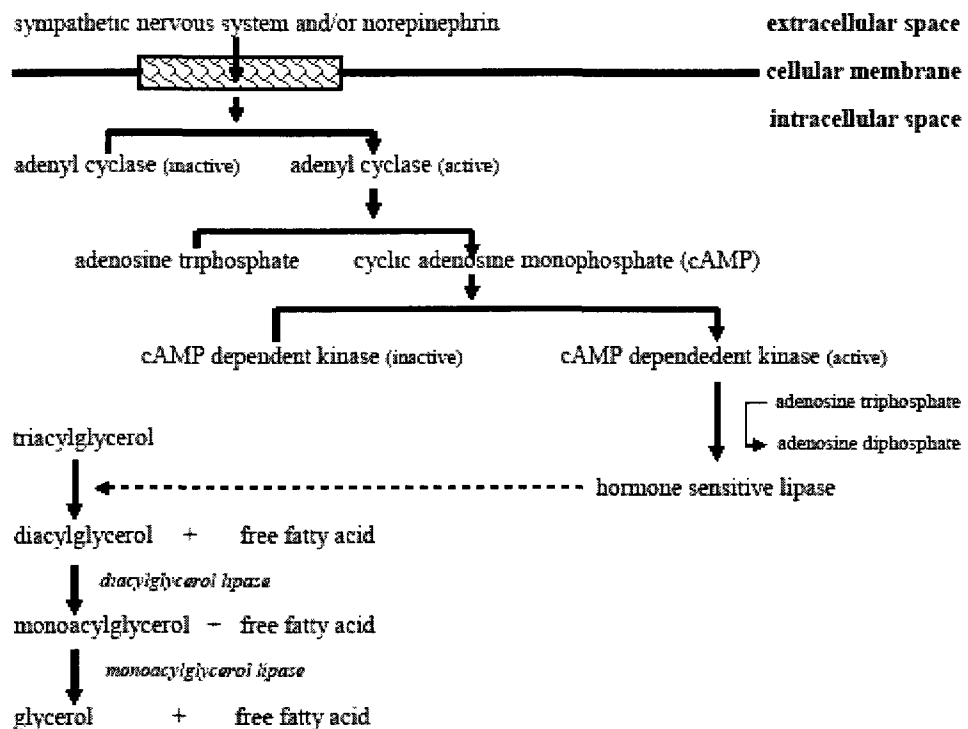 sympathetic nervous system and/or norepinephrin extracellular space
cellular membrane
intracellular space
adenyl cyclase (inactive) adenyl cyclase (active)
adenosine triphosphate cyclic adenosine monophosphate (cAMP)
cAMP dependent kinase (inactive) cAMP dependedent kinase (active)
adenosine triphosphate
triacylglycerol adenosine diphosphate
hormone sensitive lipase
diacylglycerol + free fatty acid
diacylglycerol lipase
monoacylglycerol - free fatty acid
monoacylglycerol lipase
glycerol + free fatty acid